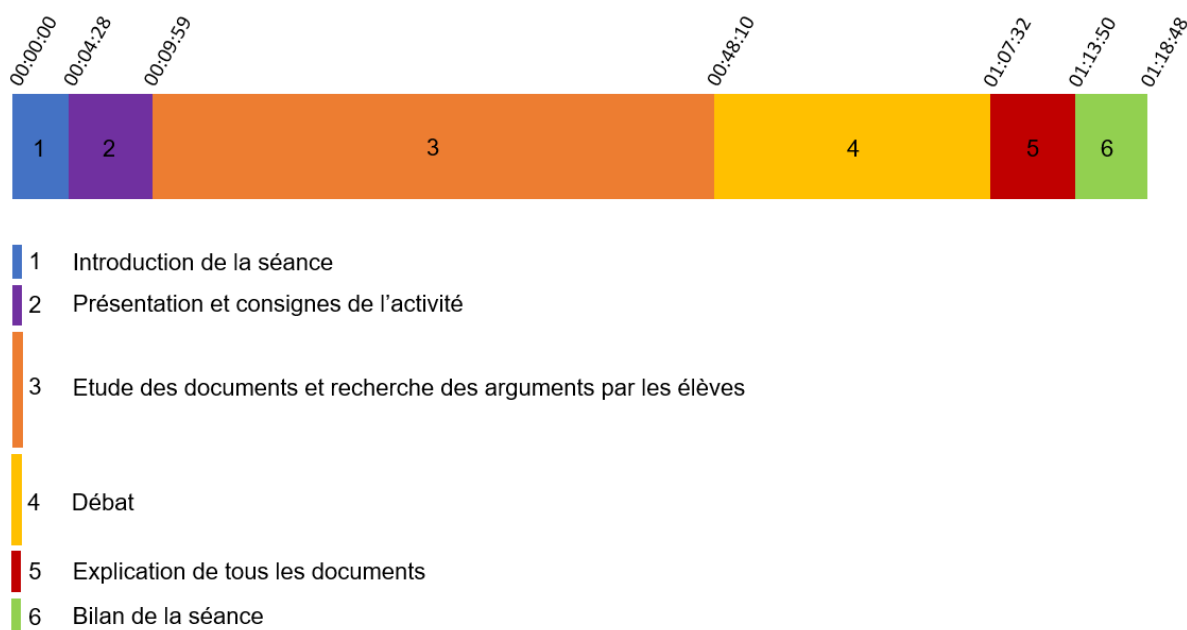 00:00:00 00:04:28 00:09:59 00:48:10 01:07:32 01:13:50 01:18:48
1 2 3 4 5 6
1 Introduction de la séance
2 Présentation et consignes de l’activité
3 Etude des documents et recherche des arguments par les élèves
4 Débat
5 Explication de tous les documents
6 Bilan de la séance